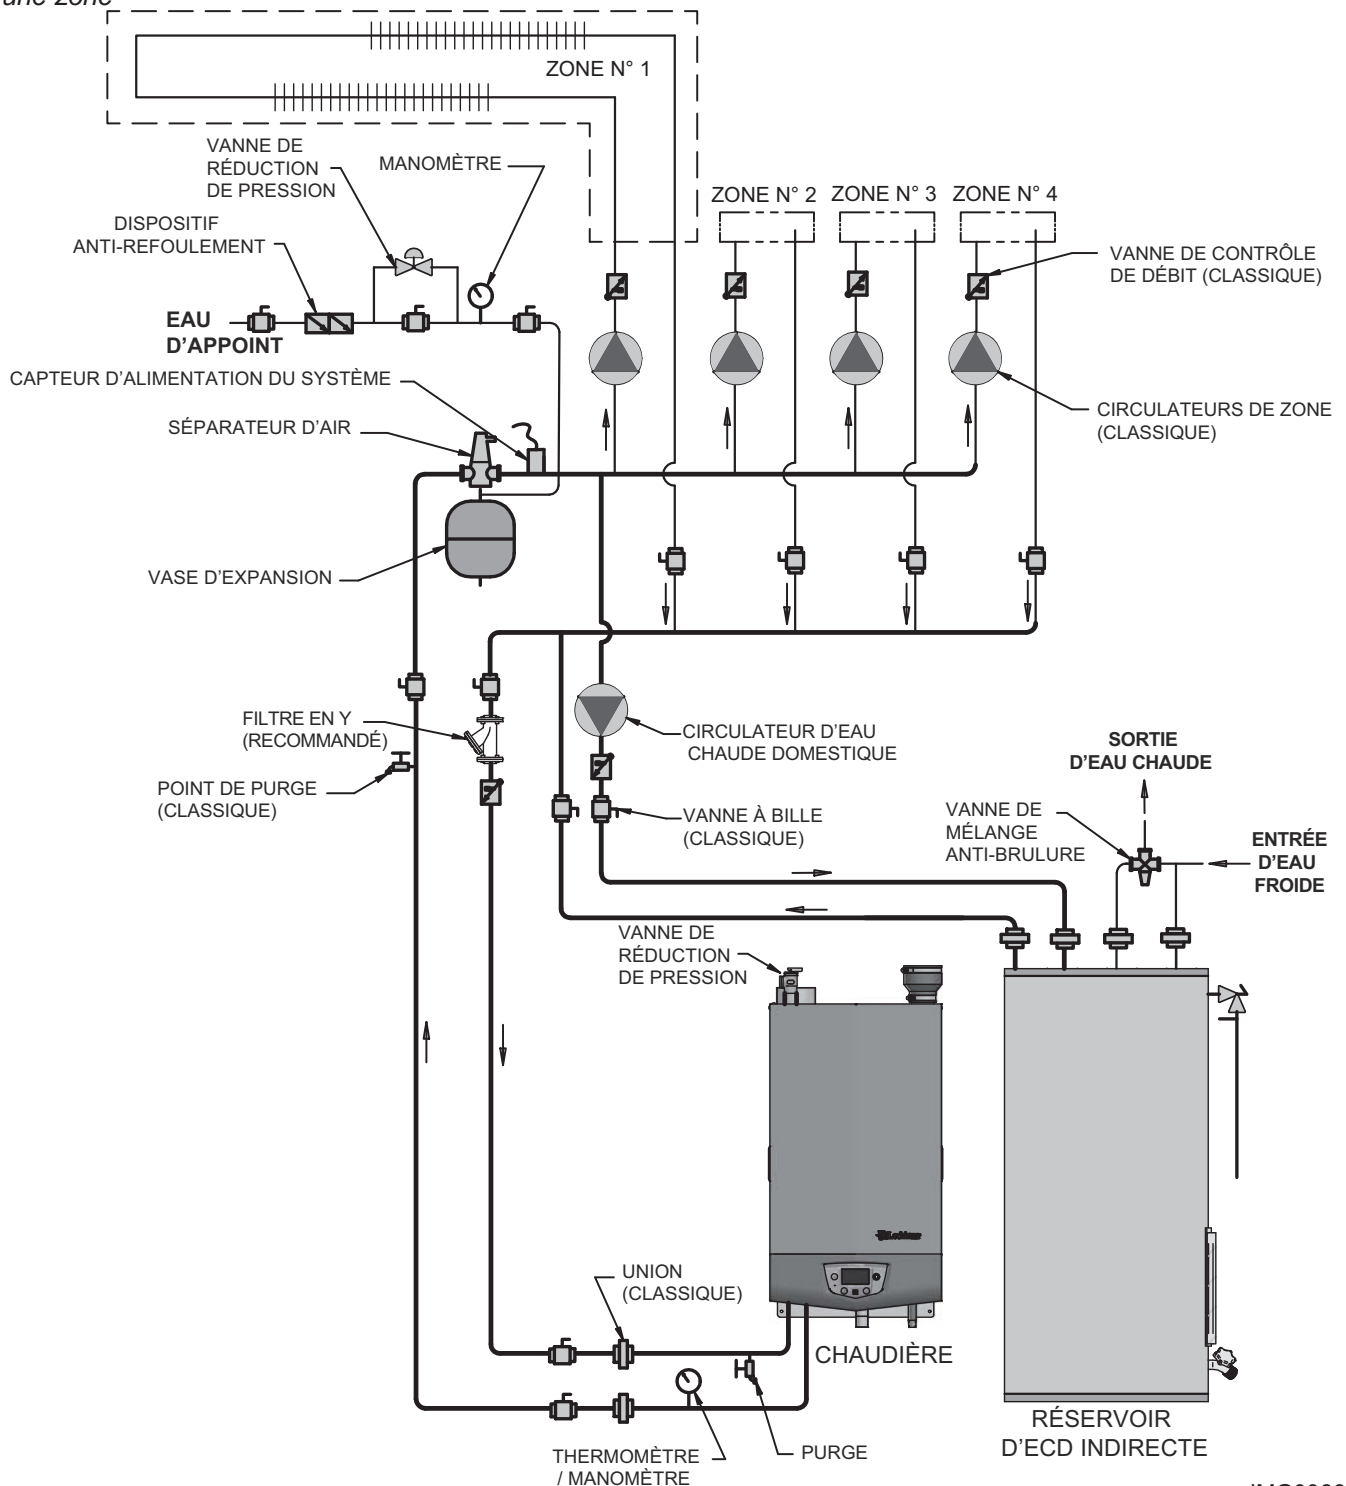 une zone
ZONE N° 1
VANNE DE
RÉDUCTION
DE PRESSION
MANOMÈTRE
DISPOSITIF
ANTI-REFOULEMENT
ZONE N° 2
ZONE N° 3
ZONE N° 4
VANNE DE CONTRÔLE
DE DÉBIT (CLASSIQUE)
EAU
D'APPOINT
CAPTEUR D'ALIMENTATION DU SYSTÈME
SÉPARATEUR D'AIR
CIRCULATEURS DE ZONE
(CLASSIQUE)
VASE D'EXPANSION
FILTRE EN Y
(RECOMMANDÉ)
POINT DE PURGE
(CLASSIQUE)
CIRCULATEUR D'EAU
CHAUDE DOMESTIQUE
VANNE À BILLE
(CLASSIQUE)
SORTIE
D'EAU CHAUDE
VANNE DE
MÉLANGE
ANTI-BRULURE
ENTRÉE
D'EAU
FROIDE
VANNE DE
RÉDUCTION
DE PRESSION
UNION
(CLASSIQUE)
CHAUDIÈRE
PURGE
THERMOMÈTRE
/ MANOMÈTRE
RÉSERVOIR
D'ECD INDIRECTE